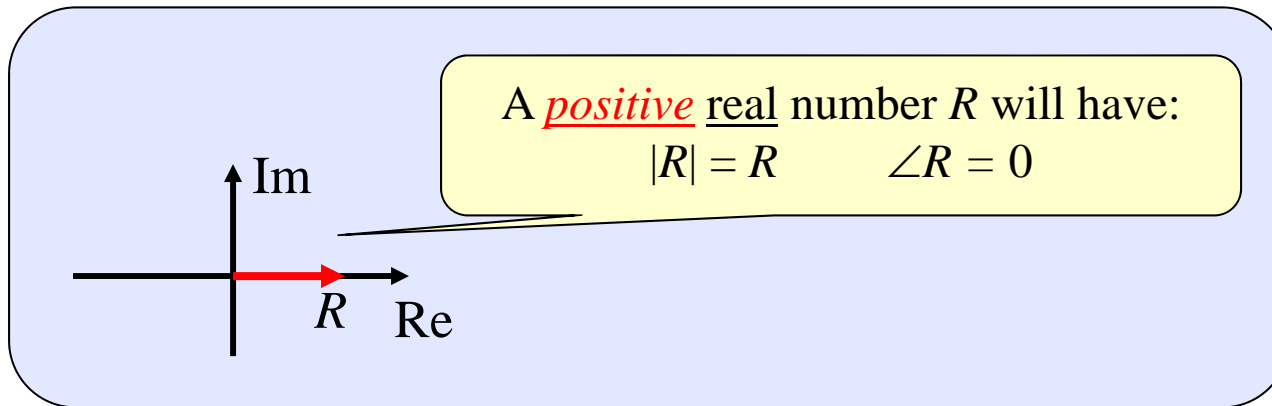 A positive real number R will have:
|R| = R ∠R = 0
Im
R
Re